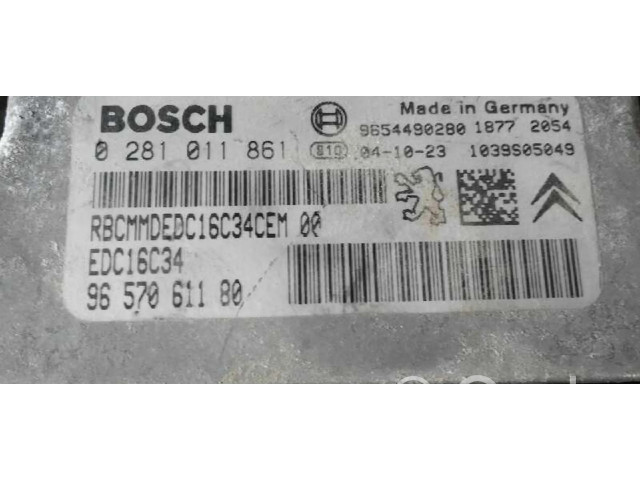 BOSCH
Made in Germany
9654490280 1877 2054
0 281 011 861 810 04-10-23 1039S05049
RBCMMDEDC16C34CEM 00
EDC16C34
96 570 611 80